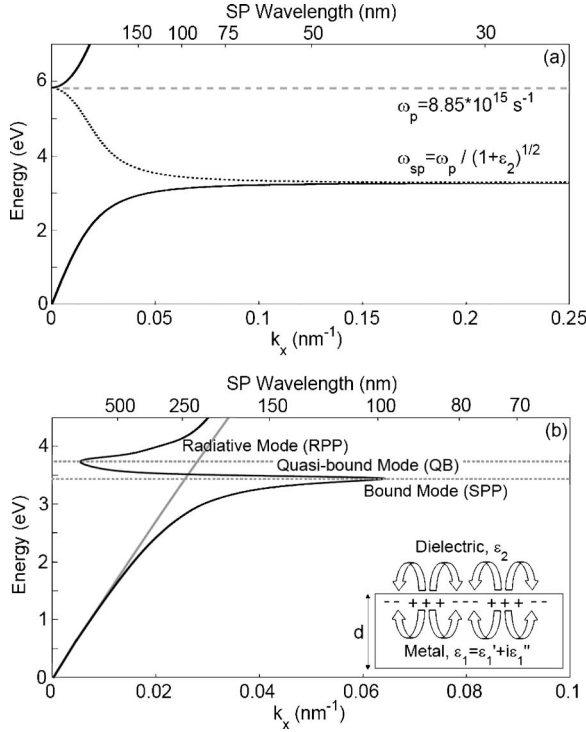 SP Wavelength (nm)
150 100 75 50 30
(a)
6
4
2
0
Energy (eV)
ωp=8.85*10¹⁵ s⁻¹
ωsp=ωp / (1+ε₂)¹/²
0 0.05 0.1 0.15 0.2 0.25
kx (nm⁻¹)
SP Wavelength (nm)
500 250 150 100 80 70
(b)
4
3
2
1
0
Energy (eV)
Radiative Mode (RPP)
Quasi-bound Mode (QB)
Bound Mode (SPP)
Dielectric, ε₂
-- +++ --- +++ --
d
Metal, ε₁=ε₁'+iε₁''
0 0.02 0.04 0.06 0.08 0.1
kx (nm⁻¹)